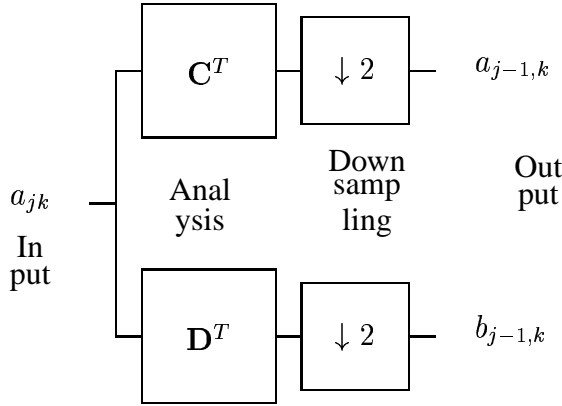 C^T ↓ 2 a_{j−1,k}
Down
Anal samp Out
a_{jk} ysis ling put
In
put
D^T ↓ 2 b_{j−1,k}